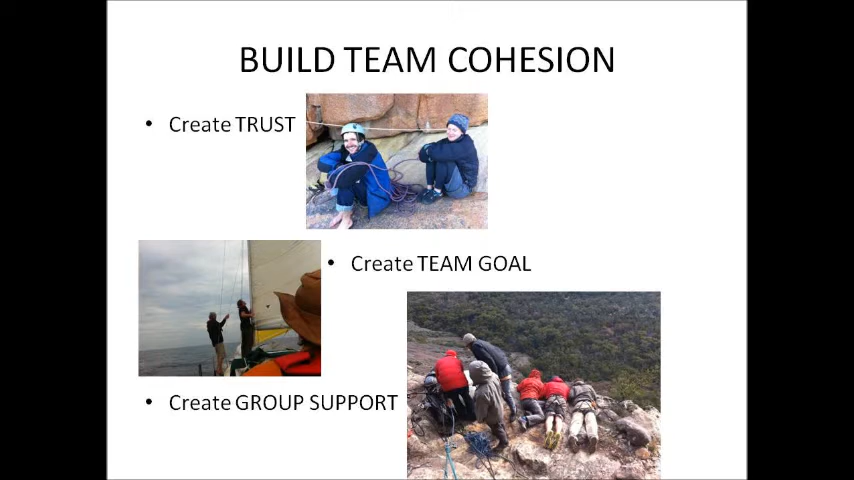 BUILD TEAM COHESION
• Create TRUST
• Create TEAM GOAL
• Create GROUP SUPPORT